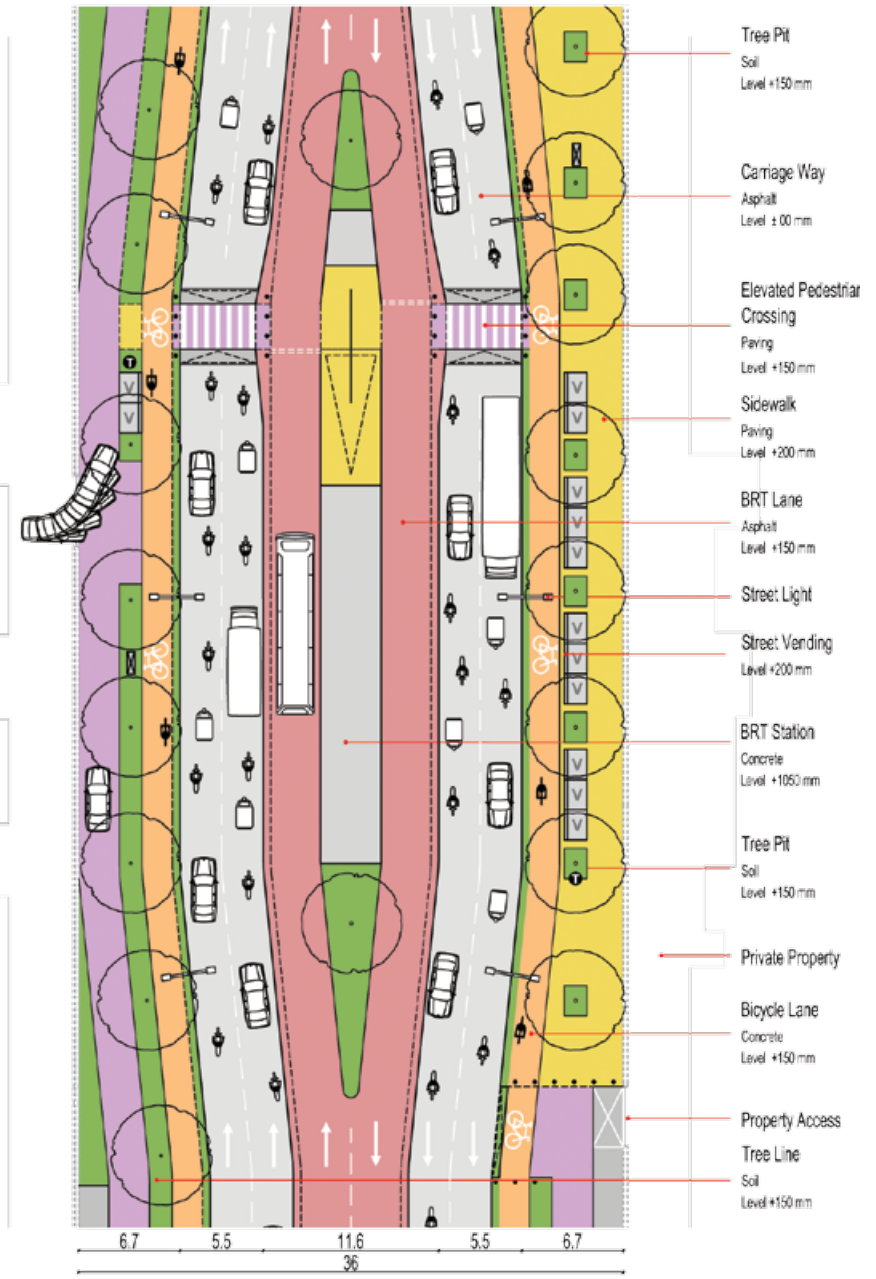 Tree Pit
Soil
Level +150 mm
Carriage Way
Asphalt
Level ± 00 mm
Elevated Pedestrian
Crossing
Paving
Level +150 mm
Sidewalk
Paving
Level +200 mm
BRT Lane
Asphalt
Level +150 mm
Street Light
Street Vending
Level +200 mm
BRT Station
Concrete
Level +1050 mm
Tree Pit
Soil
Level +150 mm
Private Property
Bicycle Lane
Concrete
Level +150 mm
Property Access
Tree Line
Soil
Level +150 mm
T
V
V
V
V
V
V
V
V
V
V
V
V
V
T
6.7 5.5 11.6 5.5 6.7
36